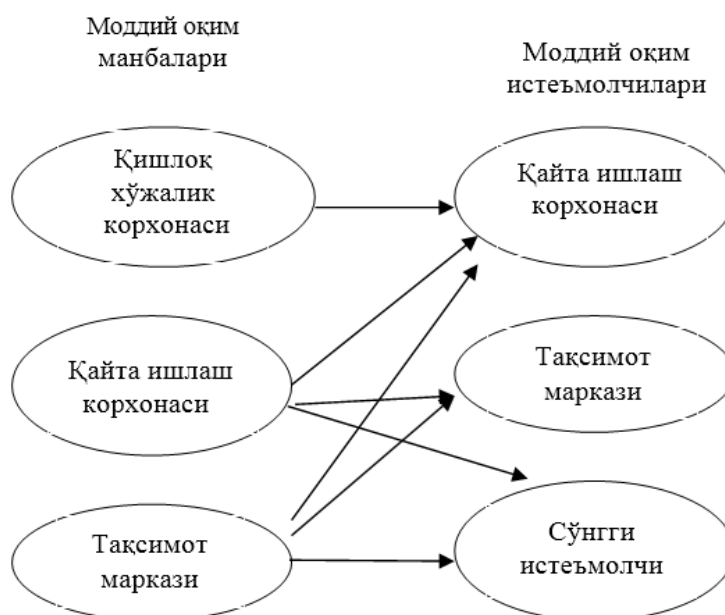 Моддий оқим
манбалари
Моддий оқим
истеъмолчилари
Қишлоқ
хўжалик
корхонаси
Қайта ишлаш
корхонаси
Қайта ишлаш
корхонаси
Тақсимот
маркази
Тақсимот
маркази
Сўнгги
истеъмолчи